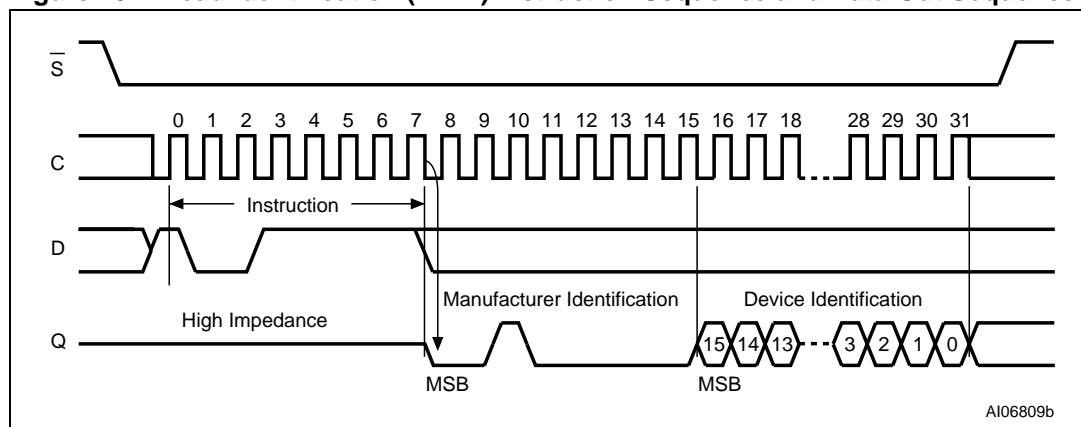 S
0 1 2 3 4 5 6 7 8 9 10 11 12 13 14 15 16 17 18 28 29 30 31
C
Instruction
D
Manufacturer Identification Device Identification
High Impedance
Q 15 14 13 3 2 1 0
MSB MSB
AI06809b